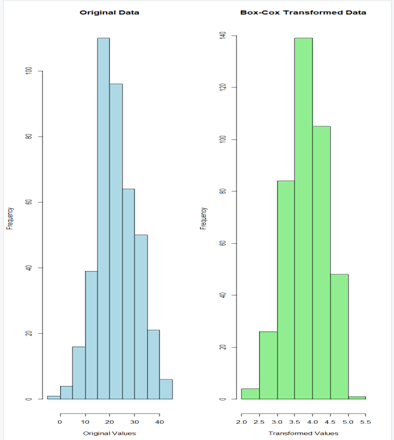 Original Data
Frequency
100
80
60
40
20
0
0 10 20 30 40
Original Values
Box-Cox Transformed Data
Frequency
140
120
100
80
60
40
20
0
2.0 2.5 3.0 3.5 4.0 4.5 5.0 5.5
Transformed Values